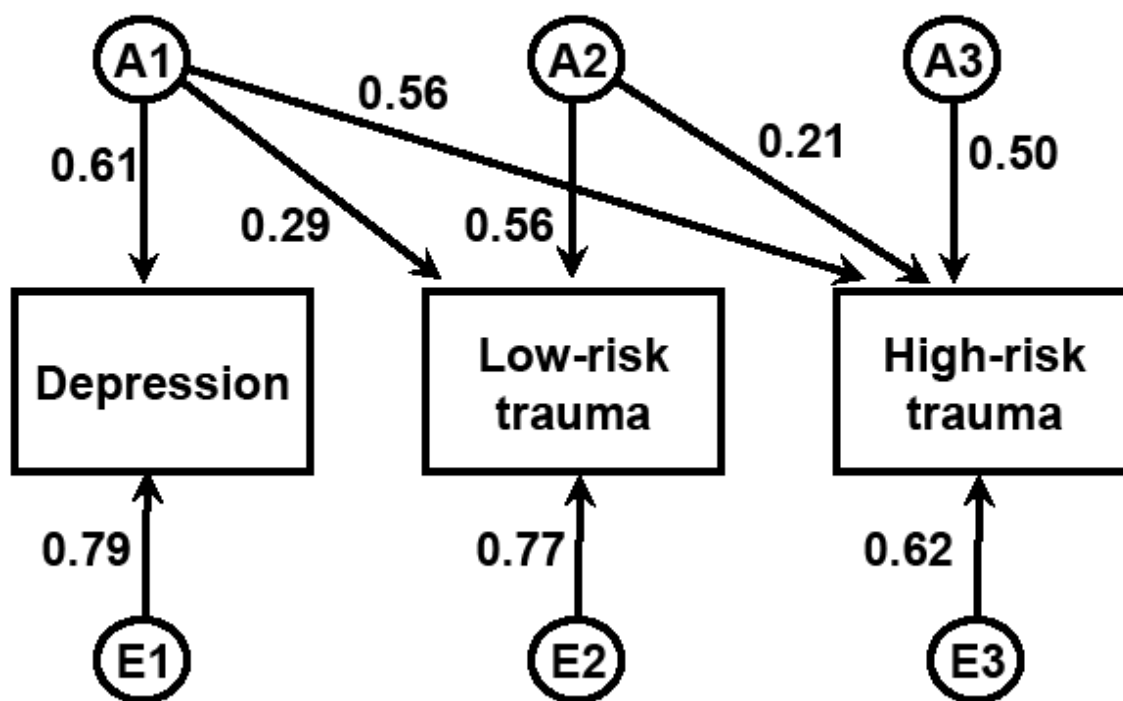 A1
A2
A3
0.56
0.61
0.21
0.50
0.29
0.56
Depression
Low-risk
trauma
High-risk
trauma
0.79
0.77
0.62
E1
E2
E3